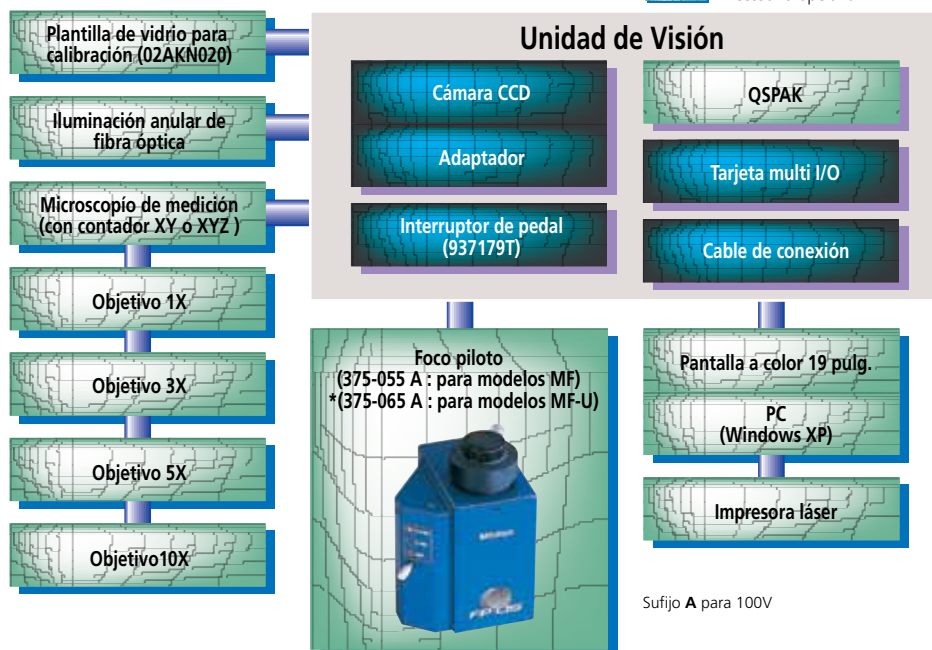 Plantilla de vidrio para
calibración (02AKN020)
Iluminación anular de
fibra óptica
Microscopío de medición
(con contador XY o XYZ )
Objetivo 1X
Objetivo 3X
Objetivo 5X
Objetivo10X
Unidad de Visión
Cámara CCD
Adaptador
Interruptor de pedal
(937179T)
QSPAK
Tarjeta multi I/O
Cable de conexión
Foco piloto
(375-055 A : para modelos MF)
*(375-065 A : para modelos MF-U)
Mitutoyo
Pantalla a color 19 pulg.
PC
(Windows XP)
Impresora láser
Sufijo A para 100V